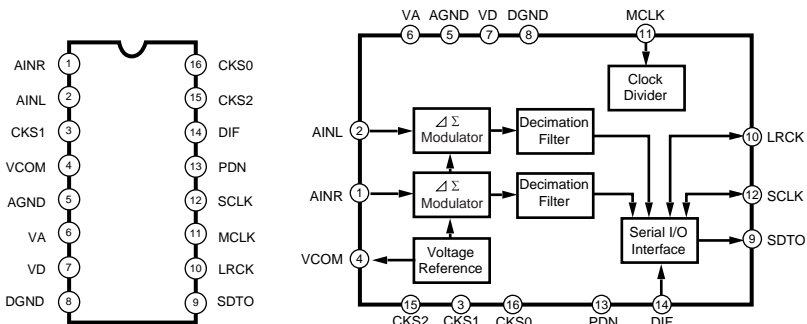 AINR 1 16 CKS0
AINL 2 15 CKS2
CKS1 3 14 DIF
VCOM 4 13 PDN
AGND 5 12 SCLK
VA 6 11 MCLK
VD 7 10 LRCK
DGND 8 9 SDTO
VA AGND VD DGND MCLK
6 5 7 8 11
Clock
Divider
AINL 2
⊿ Σ
Modulator
Decimation
Filter
10 LRCK
AINR 1
⊿ Σ
Modulator
Decimation
Filter
12 SCLK
Serial I/O
Interface
9 SDTO
VCOM 4
Voltage
Reference
15 3 16 13 14
CKS2 CKS1 CKS0 PDN DIF